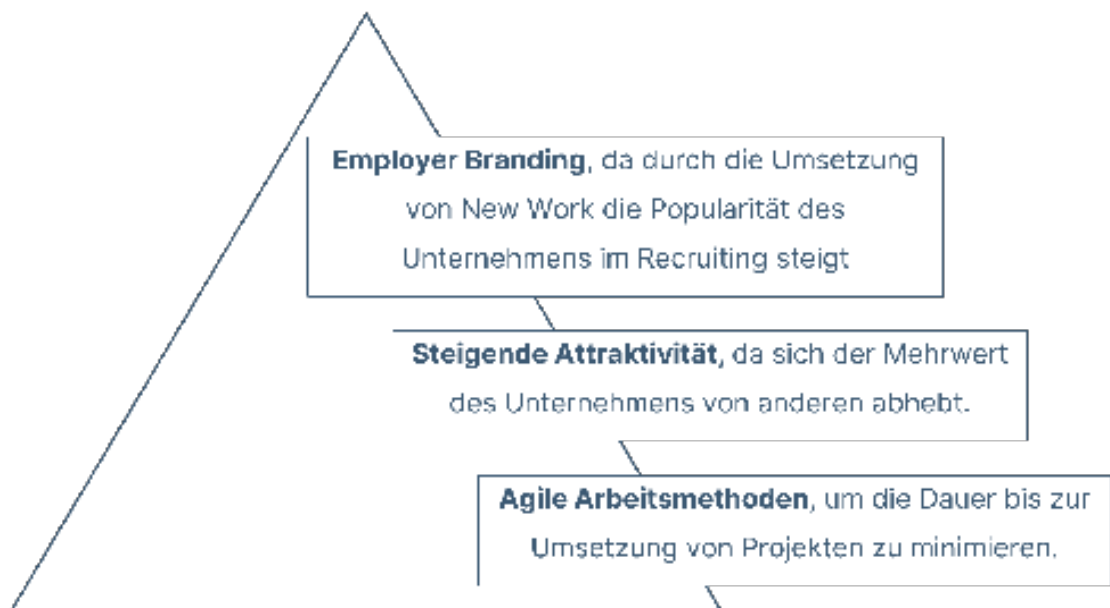 Employer Branding, da durch die Umsetzung
von New Work die Popularität des
Unternehmens im Recruiting steigt
Steigende Attraktivität, da sich der Mehrwert
des Unternehmens von anderen abhebt.
Agile Arbeitsmethoden, um die Dauer bis zur
Umsetzung von Projekten zu minimieren.